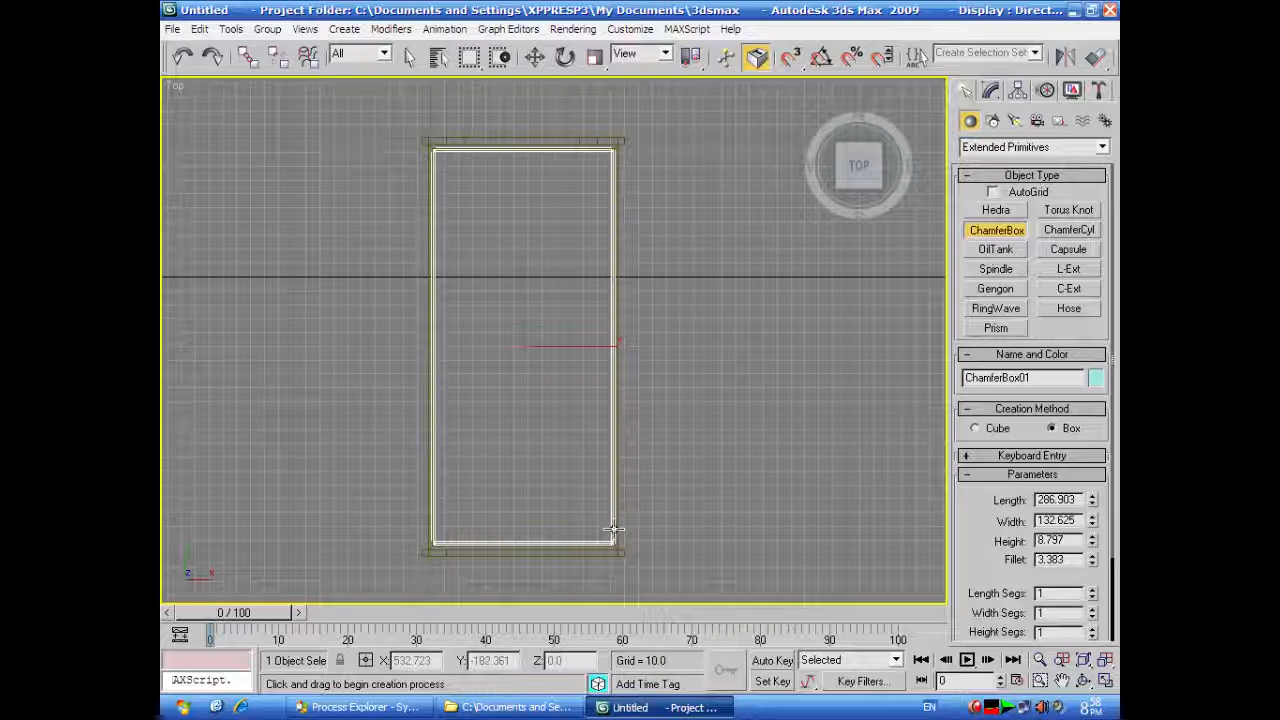 Untitled - Project Folder: C:\Documents and Settings\XPPRESP3\My Documents\3dsmax - Autodesk 3ds Max 2009 - Display : Direct...
File Edit Tools Group Views Create Modifiers Animation Graph Editors Rendering Customize MAXScript Help
All View Create Selection Set
Top
TOP
Extended Primitives
Object Type
AutoGrid
Hedra Torus Knot
ChamferBox ChamferCyl
OilTank Capsule
Spindle L-Ext
Gengon C-Ext
RingWave Hose
Prism
Name and Color
ChamferBox01
Creation Method
Cube Box
Keyboard Entry
Parameters
Length: 286.903
Width: 132.625
Height: 8.797
Fillet: 3.383
Length Segs: 1
Width Segs: 1
Height Segs: 1
z x
0 / 100
0 10 20 30 40 50 60 70 80 90 100
1 Object Sele X: 532.723 Y: -182.361 Z: 0.0 Grid = 10.0 Auto Key Selected
AXScript. Click and drag to begin creation process Add Time Tag Set Key Key Filters... 0
Process Explorer - Sy... C:\Documents and Se... Untitled - Project ... EN 8:58 PM